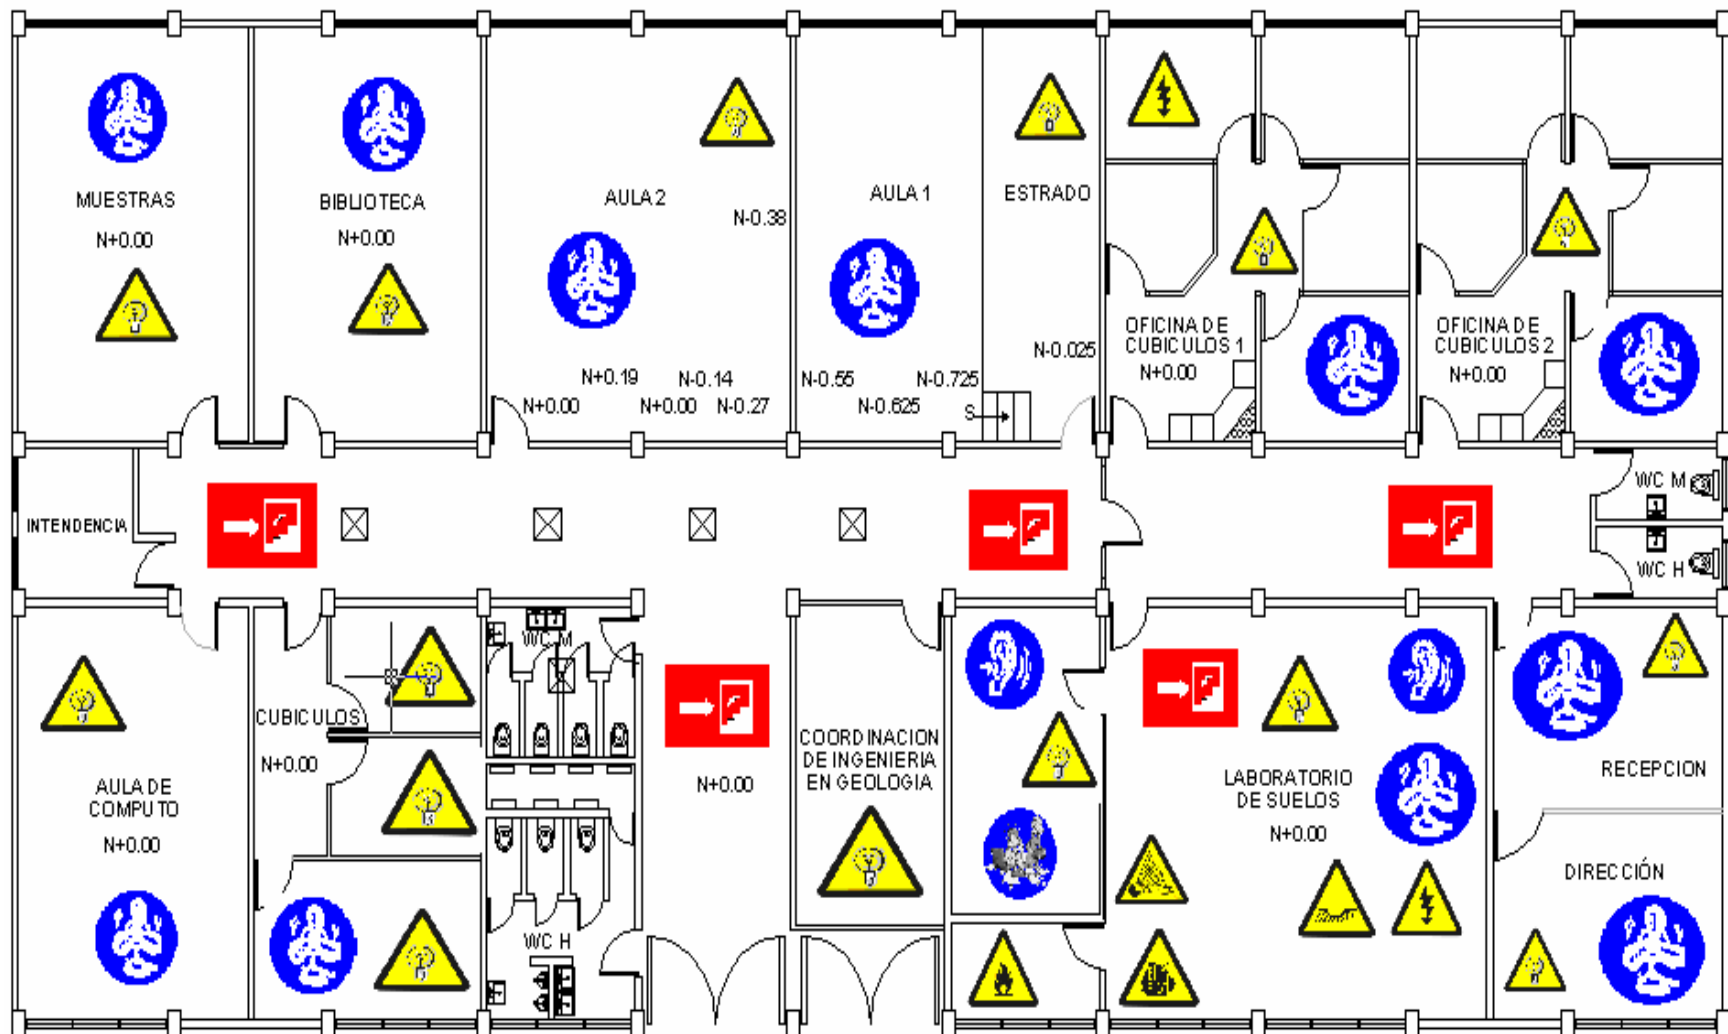 MUESTRAS
N+0.00
BIBLIOTECA
N+0.00
AULA 2
N-0.38
N+0.19
N-0.14
N+0.00
N+0.00
N-0.27
AULA 1
N-0.55
N-0.725
N-0.625
ESTRADO
N-0.025
S
OFICINA DE
CUBICULOS 1
N+0.00
OFICINA DE
CUBICULOS 2
N+0.00
INTENDENCIA
WC M
WC H
AULA DE
COMPUTO
N+0.00
CUBICULOS
N+0.00
WC M
WC H
N+0.00
COORDINACION
DE INGENIERIA
EN GEOLOGIA
LABORATORIO
DE SUELOS
N+0.00
RECEPCION
DIRECCIÓN